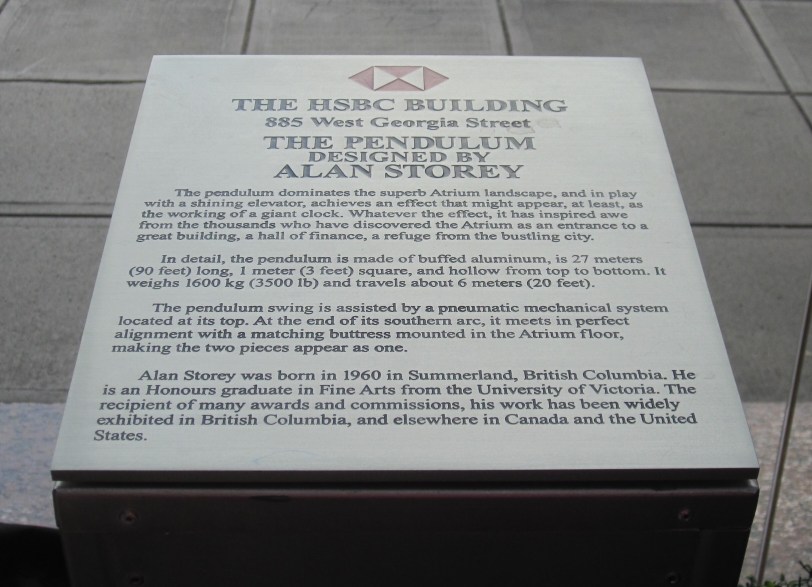 THE HSBC BUILDING
885 West Georgia Street
THE PENDULUM
DESIGNED BY
ALAN STOREY
The pendulum dominates the superb Atrium landscape, and in play
with a shining elevator, achieves an effect that might appear, at least, as
the working of a giant clock. Whatever the effect, it has inspired awe
from the thousands who have discovered the Atrium as an entrance to a
great building, a hall of finance, a refuge from the bustling city.
In detail, the pendulum is made of buffed aluminum, is 27 meters
(90 feet) long, 1 meter (3 feet) square, and hollow from top to bottom. It
weighs 1600 kg (3500 lb) and travels about 6 meters (20 feet).
The pendulum swing is assisted by a pneumatic mechanical system
located at its top. At the end of its southern arc, it meets in perfect
alignment with a matching buttress mounted in the Atrium floor,
making the two pieces appear as one.
Alan Storey was born in 1960 in Summerland, British Columbia. He
is an Honours graduate in Fine Arts from the University of Victoria. The
recipient of many awards and commissions, his work has been widely
exhibited in British Columbia, and elsewhere in Canada and the United
States.